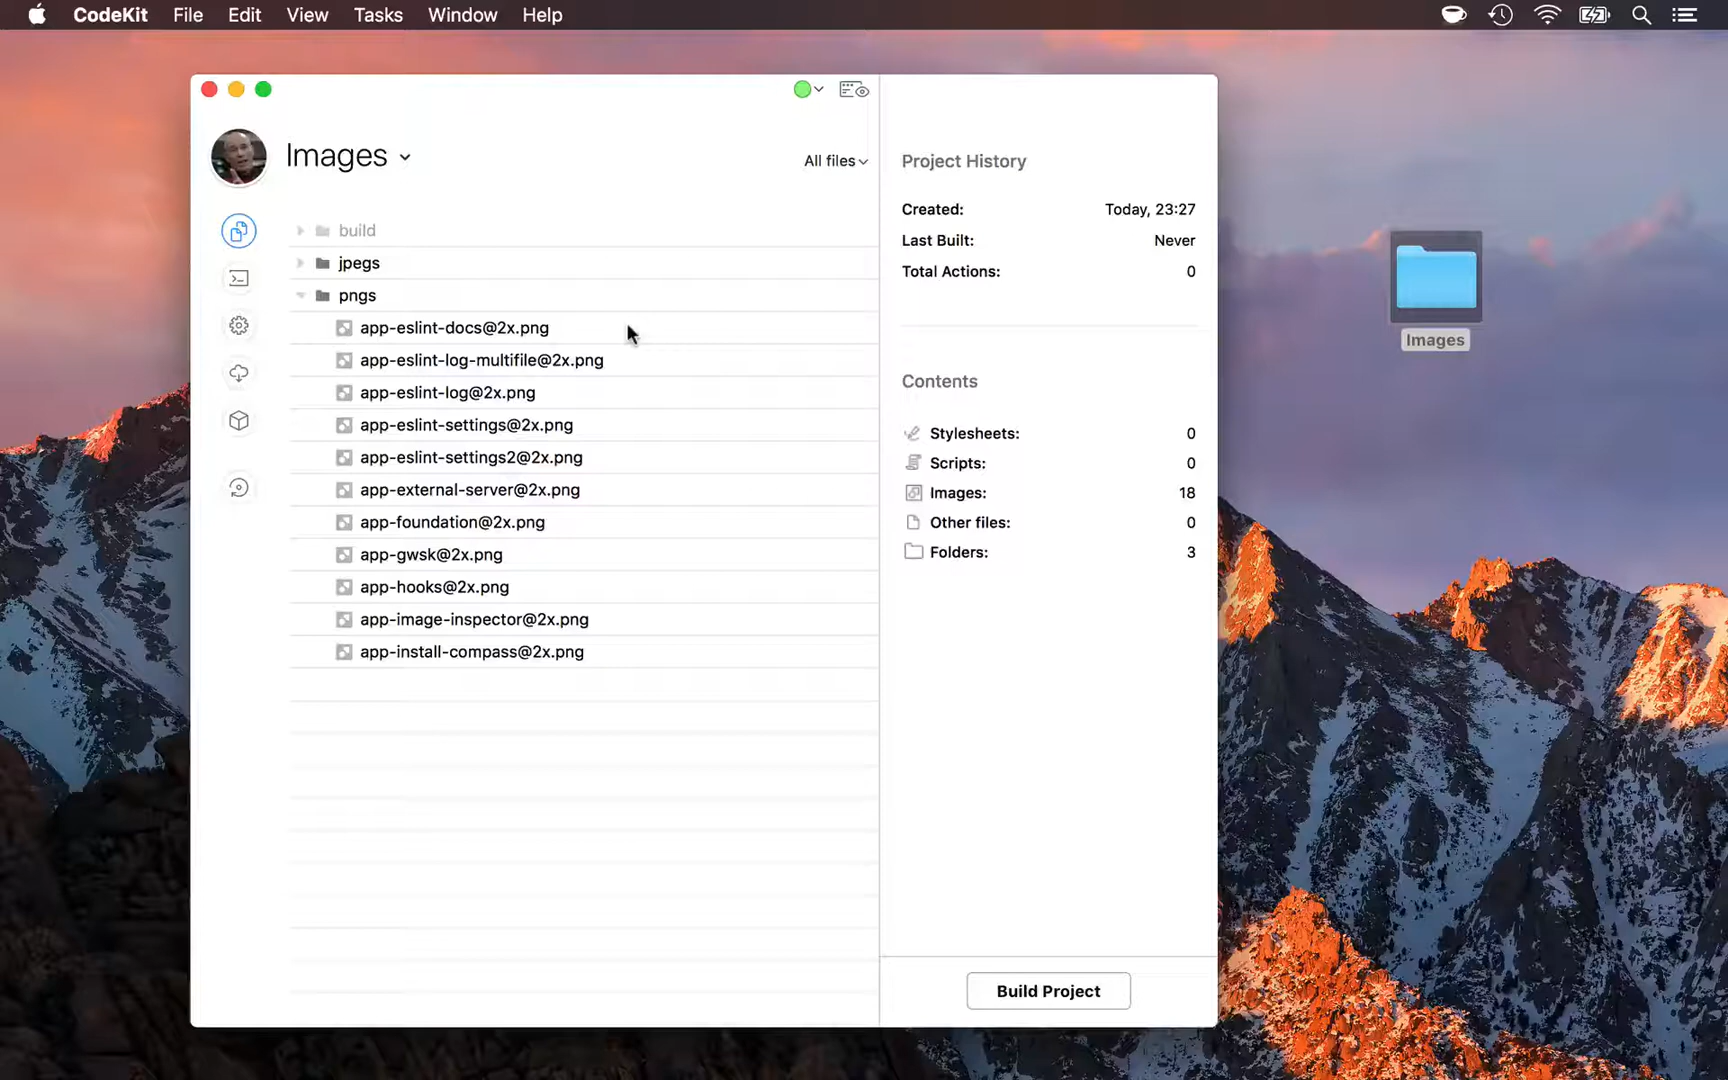 CodeKit File Edit View Tasks Window Help
Images
All files
build
jpegs
pngs
app-eslint-docs@2x.png
app-eslint-log-multifile@2x.png
app-eslint-log@2x.png
app-eslint-settings@2x.png
app-eslint-settings2@2x.png
app-external-server@2x.png
app-foundation@2x.png
app-gwsk@2x.png
app-hooks@2x.png
app-image-inspector@2x.png
app-install-compass@2x.png
Project History
Created: Today, 23:27
Last Built: Never
Total Actions: 0
Contents
Stylesheets: 0
Scripts: 0
Images: 18
Other files: 0
Folders: 3
Build Project
Images